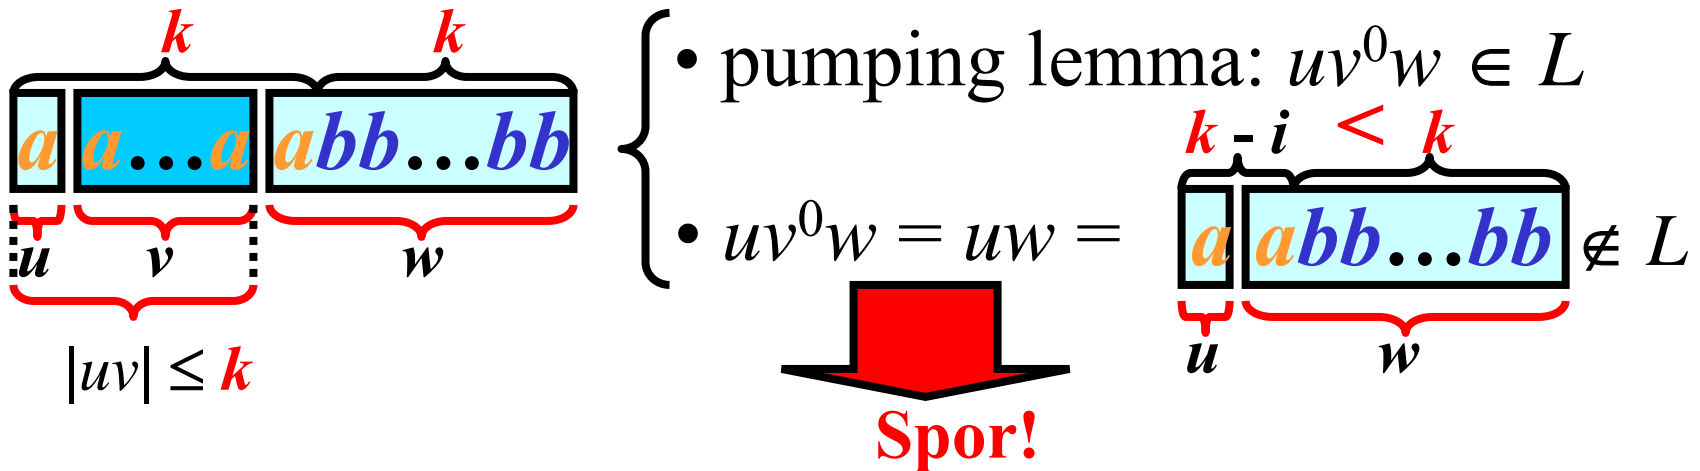 k k
a a...a abb...bb
u v w
|uv| ≤ k
• pumping lemma: uv⁰w ∈ L
k - i < k
• uv⁰w = uw = a abb...bb ∉ L
u w
Spor!